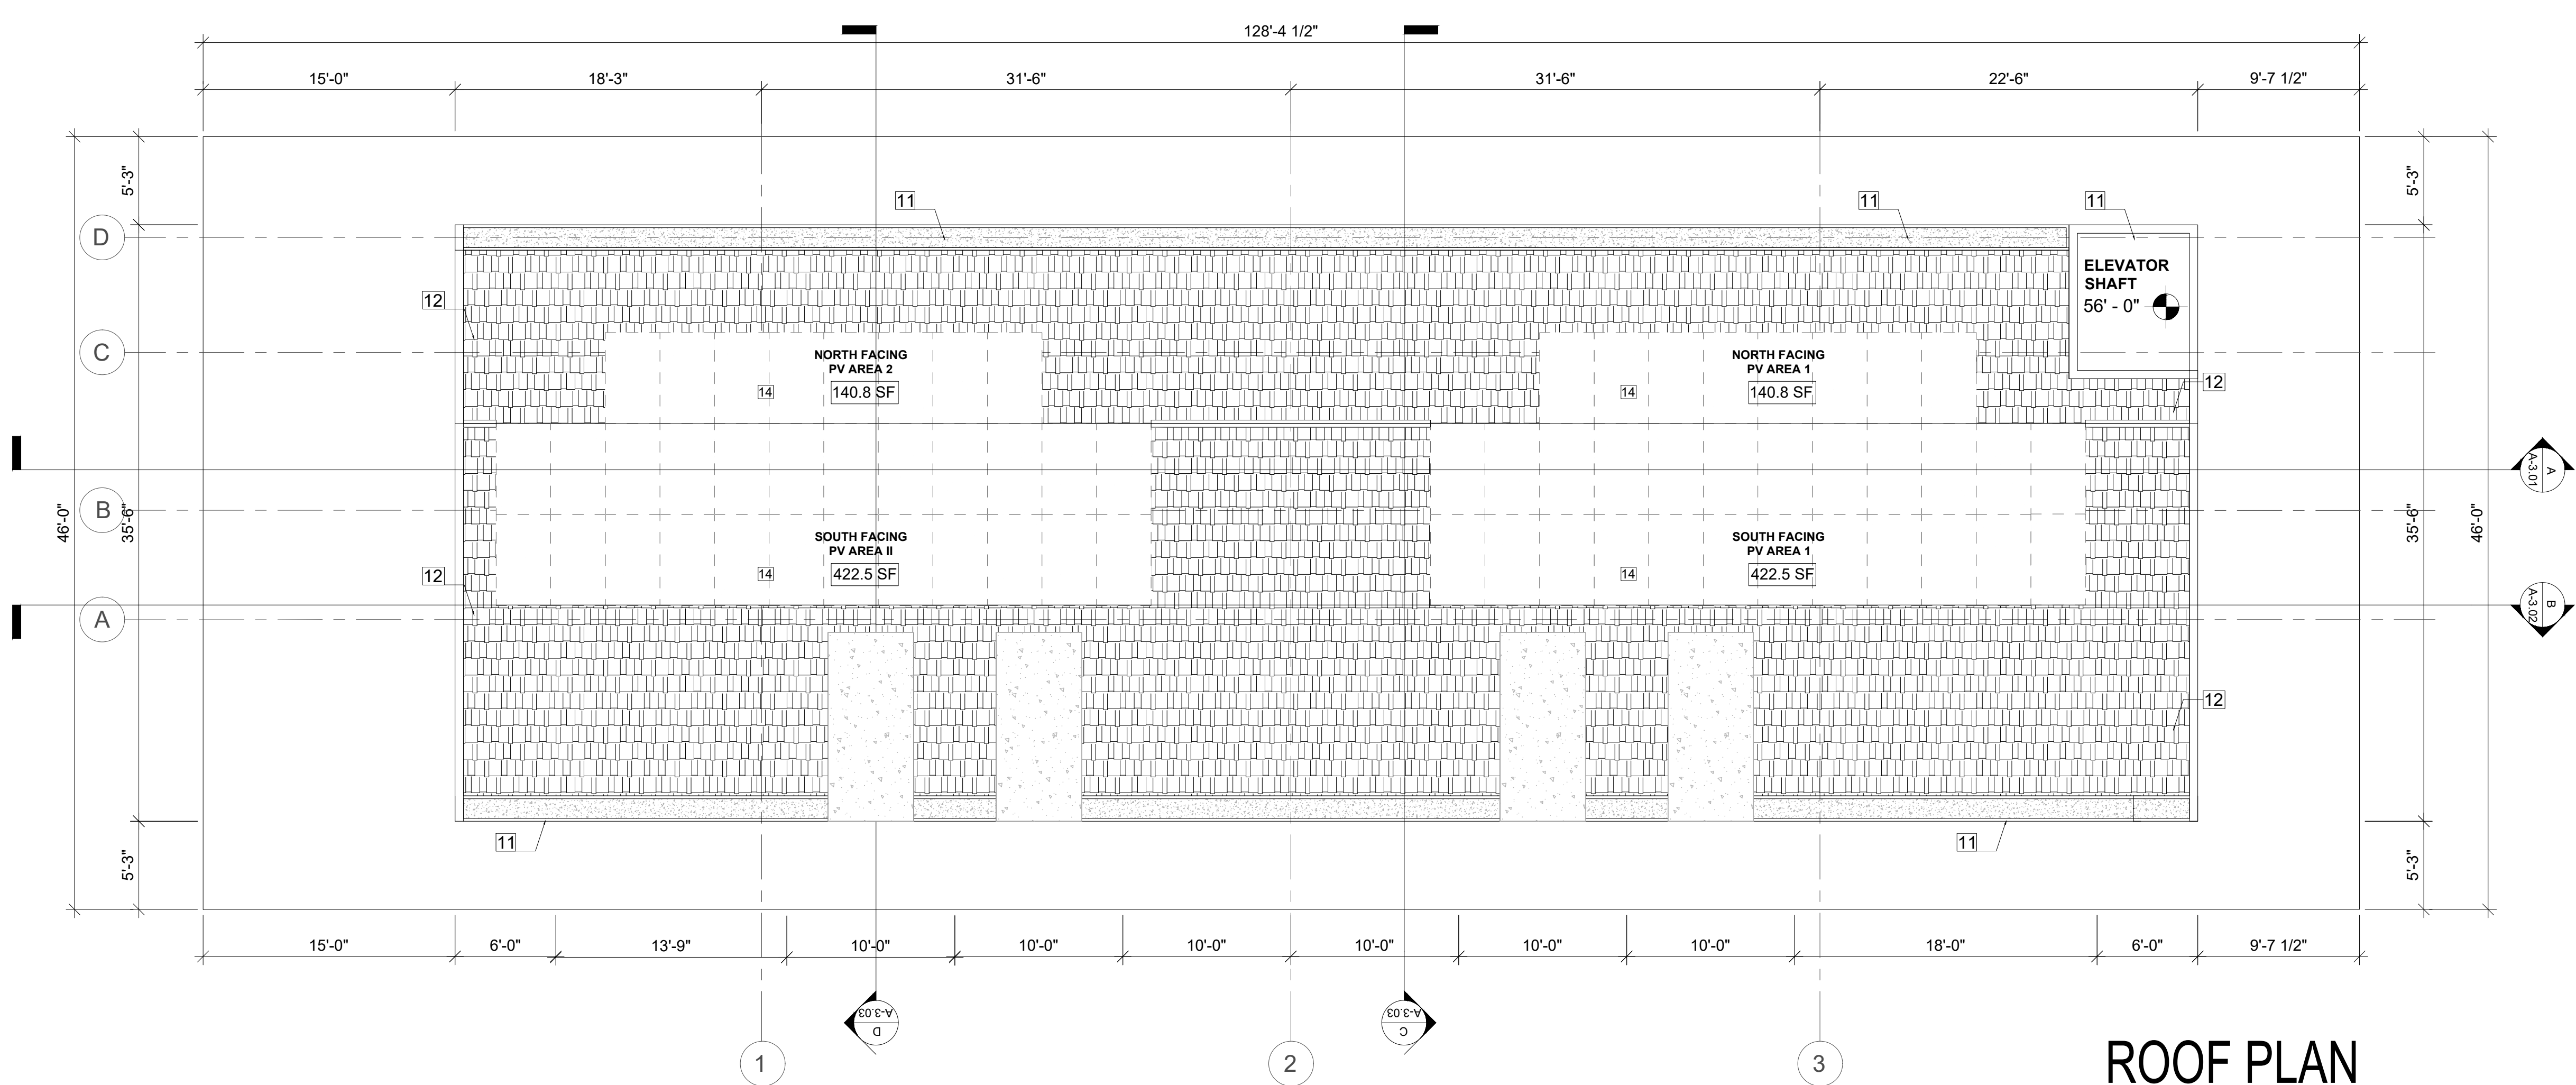 128'-4 1/2"
15'-0"
18'-3"
31'-6"
31'-6"
22'-6"
9'-7 1/2"
5'-3"
5'-3"
11
11
11
D
ELEVATOR
SHAFT
56' - 0"
12
C
NORTH FACING
PV AREA 2
14
140.8 SF
NORTH FACING
PV AREA 1
14
140.8 SF
12
A
A-3.01
B
46'-0"
35'-6"
35'-6"
46'-0"
SOUTH FACING
PV AREA II
14
422.5 SF
SOUTH FACING
PV AREA 1
14
422.5 SF
12
B
A-3.02
A
12
11
11
5'-3"
5'-3"
15'-0"
6'-0"
13'-9"
10'-0"
10'-0"
10'-0"
10'-0"
10'-0"
10'-0"
18'-0"
6'-0"
9'-7 1/2"
A-3.03
D
A-3.03
C
1
2
3
ROOF PLAN